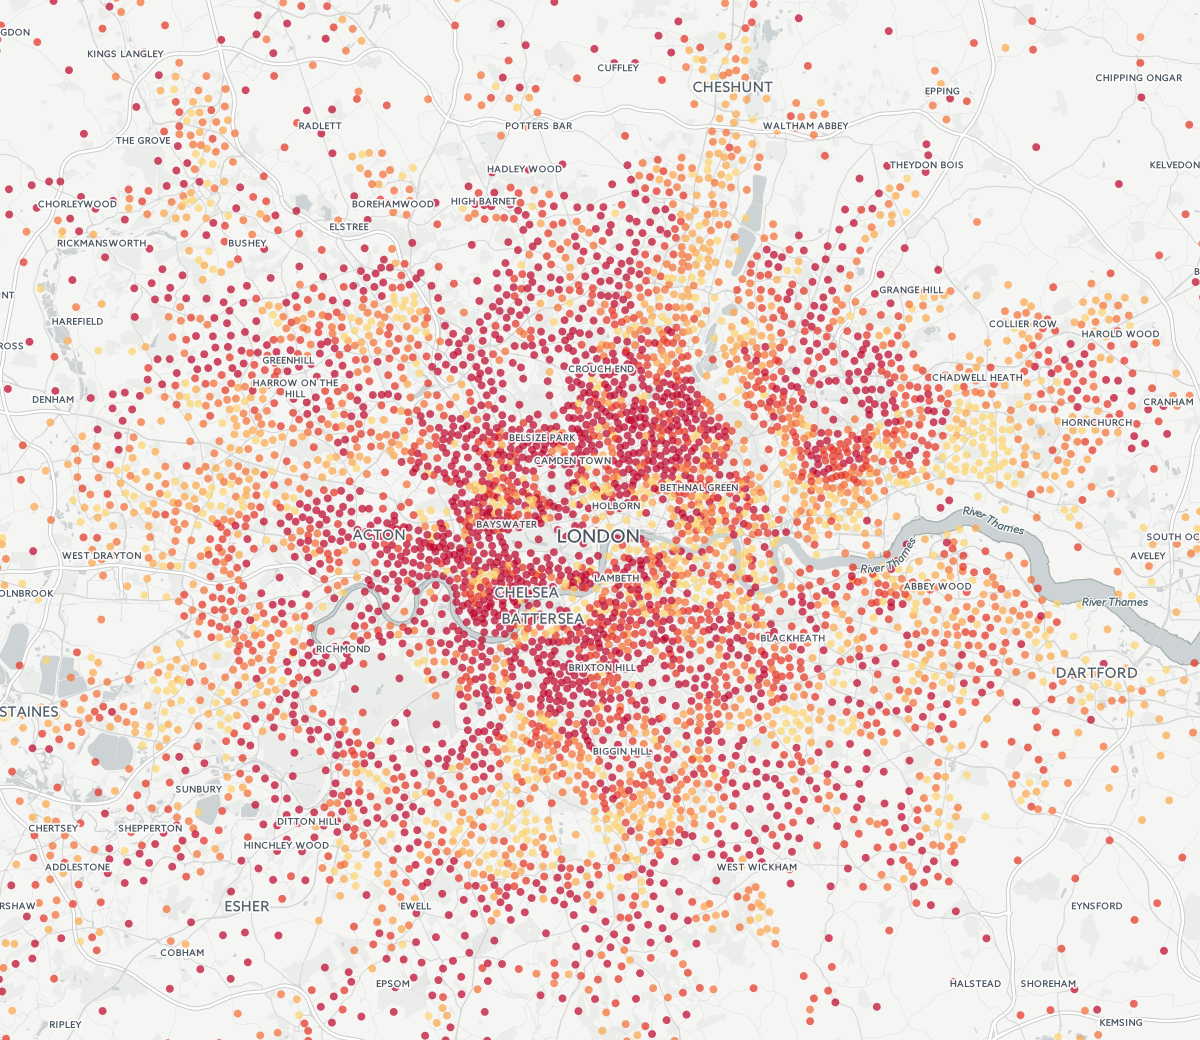 GDON
KINGS LANGLEY
CUFFLEY
CHESHUNT
CHIPPING ONGAR
EPPING
THE GROVE
RADLETT
POTTERS BAR
WALTHAM ABBEY
HADLEY WOOD
THEYDON BOIS
KELVEDON
CHORLEYWOOD
BOREHAMWOOD
HIGH BARNET
ELSTREE
RICKMANSWORTH
BUSHEY
B
NT
GRANGE HILL
HAREFIELD
COLLIER ROW
HAROLD WOOD
ROSS
GREENHILL
CROUCH END
HARROW ON THE
HILL
CHADWELL HEATH
DENHAM
CRANHAM
HORNCHURCH
BELSIZE PARK
CAMDEN TOWN
BETHNAL GREEN
HOLBORN
River Thames
BAYSWATER
ACTON
LONDON
SOUTH OC
River Thames
WEST DRAYTON
AVELEY
LAMBETH
ABBEY WOOD
OLNBROOK
CHELSEA
River Thames
BATTERSEA
BLACKHEATH
RICHMOND
BRIXTON HILL
DARTFORD
STAINES
BIGGIN HILL
SUNBURY
DITTON HILL
CHERTSEY
SHEPPERTON
HINCHLEY WOOD
ADDLESTONE
WEST WICKHAM
RSHAW
ESHER
EWELL
EYNSFORD
COBHAM
EPSOM
HALSTEAD
SHOREHAM
RIPLEY
KEMSING